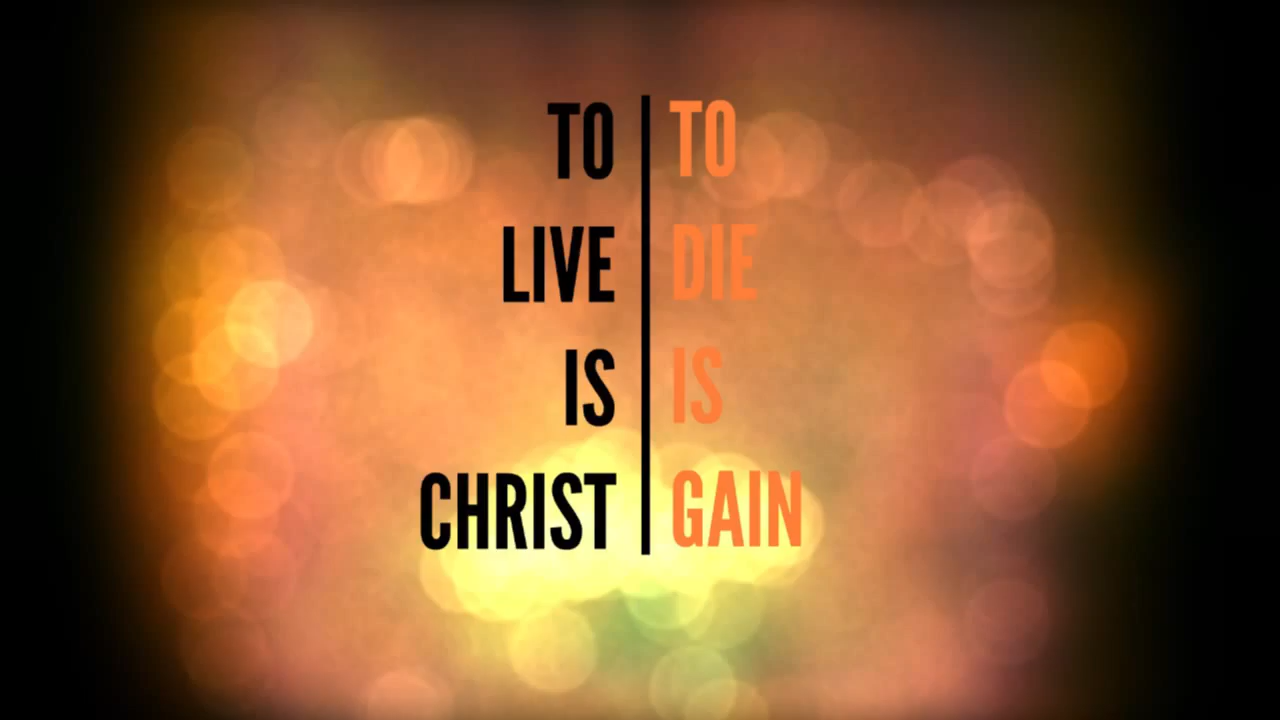 TO
LIVE
IS
CHRIST
TO
DIE
IS
GAIN